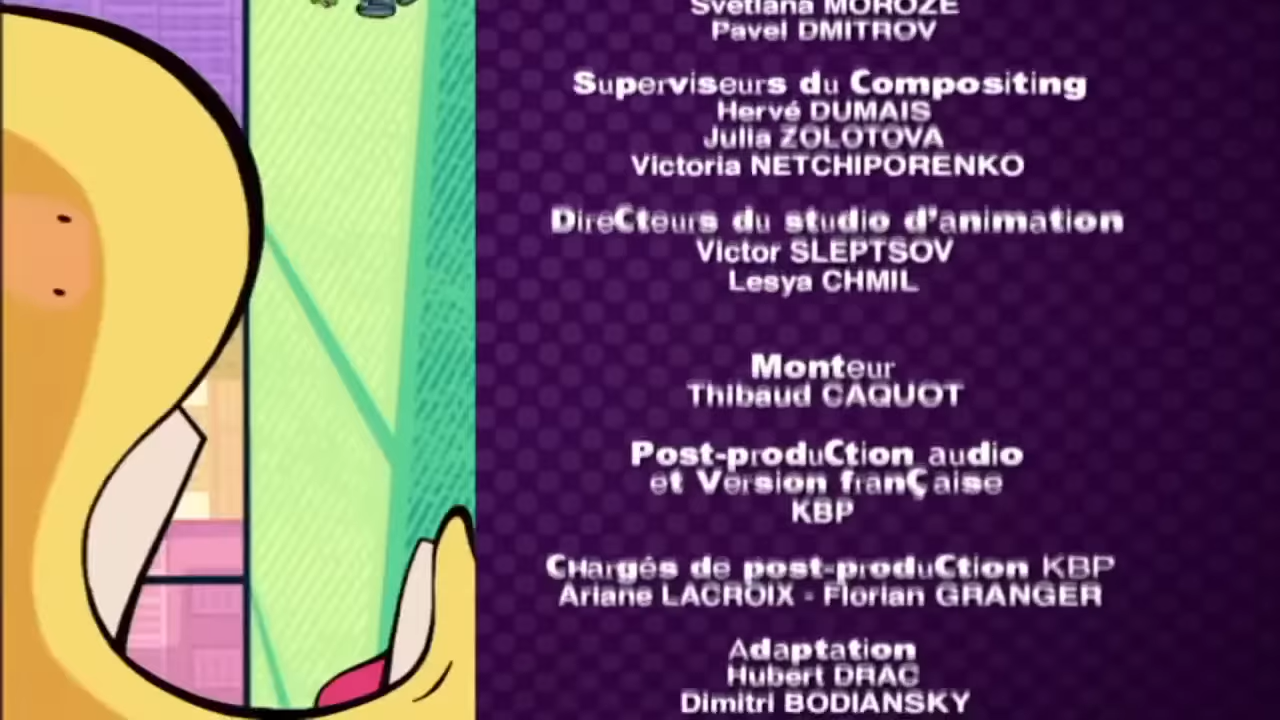 Svetlana MOROZE
Pavel DMITROV
Superviseurs du Compositing
Hervé DUMAIS
Julia ZOLOTOVA
Victoria NETCHIPORENKO
DireCteurs du studio d'animation
Victor SLEPTSOV
Lesya CHMIL
Monteur
Thibaud CAQUOT
Post-produCtion audio
et Version franÇaise
KBP
CHargés de post-produCtion KBP
Ariane LACROIX - Florian GRANGER
Adaptation
Hubert DRAC
Dimitri BODIANSKY